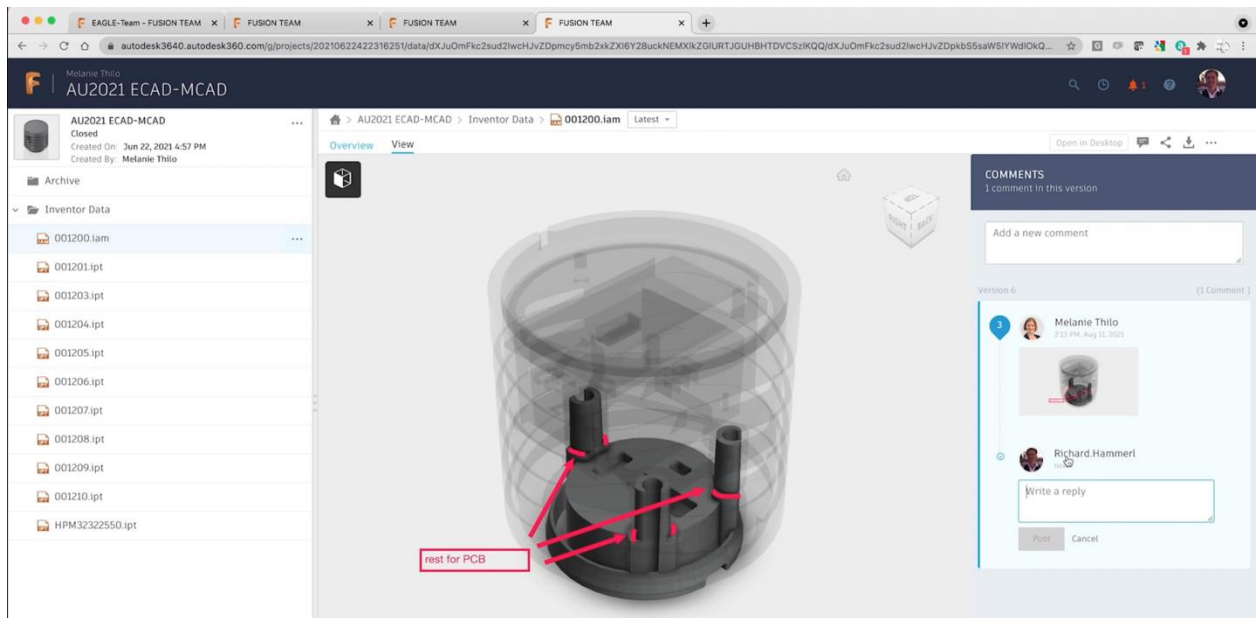 EAGLE-Team - FUSION TEAM
FUSION TEAM
FUSION TEAM
FUSION TEAM
Melanie Thilo
AU2021 ECAD-MCAD
1
AU2021 ECAD-MCAD
Closed
Created On: Jun 22, 2021 4:57 PM
Created By: Melanie Thilo
Archive
Inventor Data
001200.iam
001201.ipt
001203.ipt
001204.ipt
001205.ipt
001206.ipt
001207.ipt
001208.ipt
001209.ipt
001210.ipt
HPM32322550.ipt
> AU2021 ECAD-MCAD > Inventor Data > 001200.iam Latest
Overview View
Open in Desktop
RIGHT BACK
rest for PCB
COMMENTS
1 comment in this version
Add a new comment
Version 6 (1 Comment )
3
Melanie Thilo
2:13 PM, Aug 11, 2021
Richard.Hammerl
Write a reply
Post Cancel